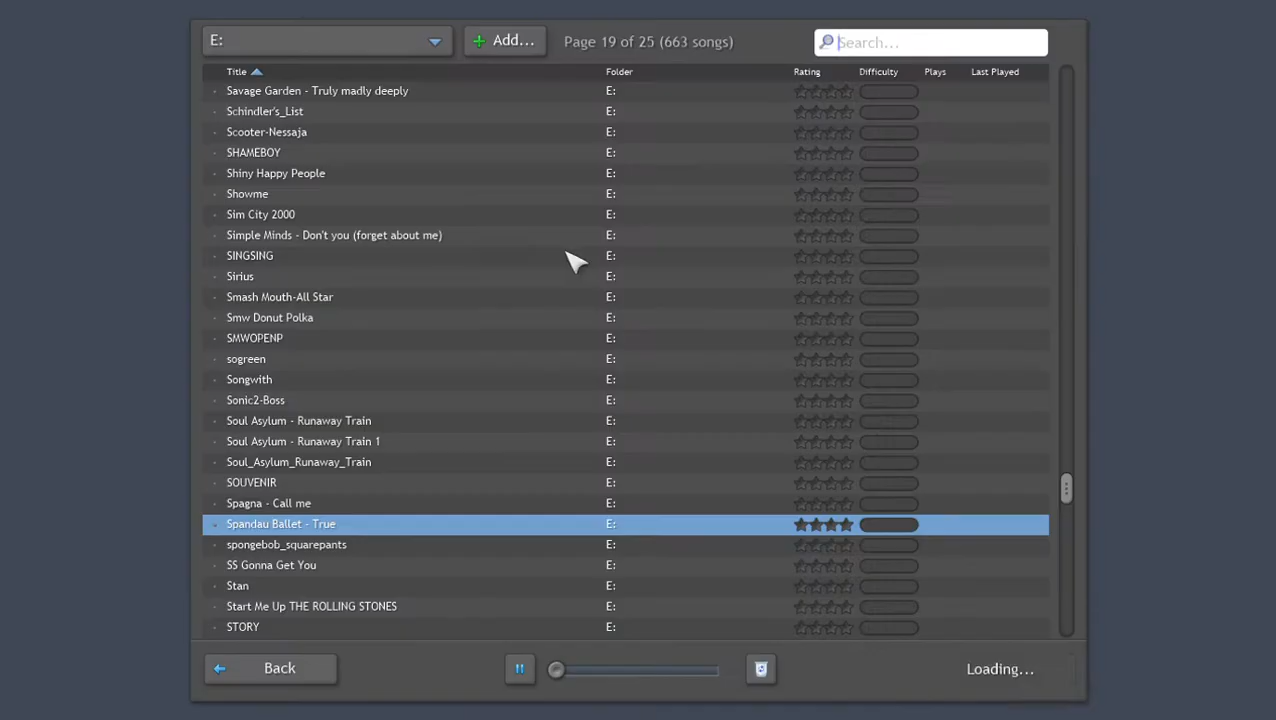 E: Add... Page 19 of 25 (663 songs) Search...
Title Folder Rating Difficulty Plays Last Played
Savage Garden - Truly madly deeply E:
Schindler's_List E:
Scooter-Nessaja E:
SHAMEBOY E:
Shiny Happy People E:
Showme E:
Sim City 2000 E:
Simple Minds - Don't you (forget about me) E:
SINGSING E:
Sirius E:
Smash Mouth-All Star E:
Smw Donut Polka E:
SMWOPENP E:
sogreen E:
Songwith E:
Sonic2-Boss E:
Soul Asylum - Runaway Train E:
Soul Asylum - Runaway Train 1 E:
Soul_Asylum_Runaway_Train E:
SOUVENIR E:
Spagna - Call me E:
Spandau Ballet - True E:
spongebob_squarepants E:
SS Gonna Get You E:
Stan E:
Start Me Up THE ROLLING STONES E:
STORY E:
Back Loading...